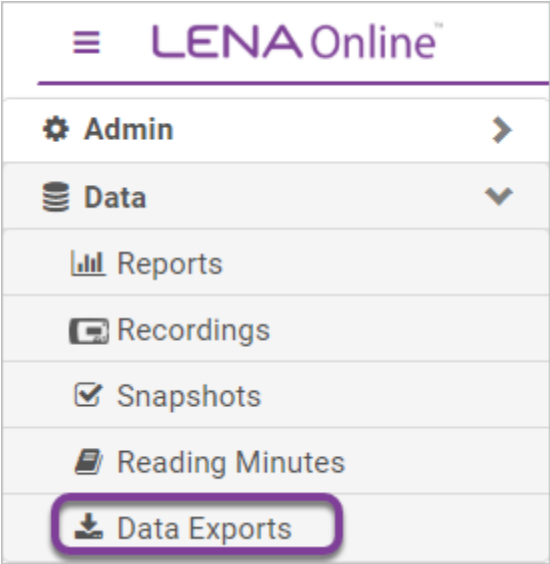 LENA Online™
Admin
Data
Reports
Recordings
Snapshots
Reading Minutes
Data Exports